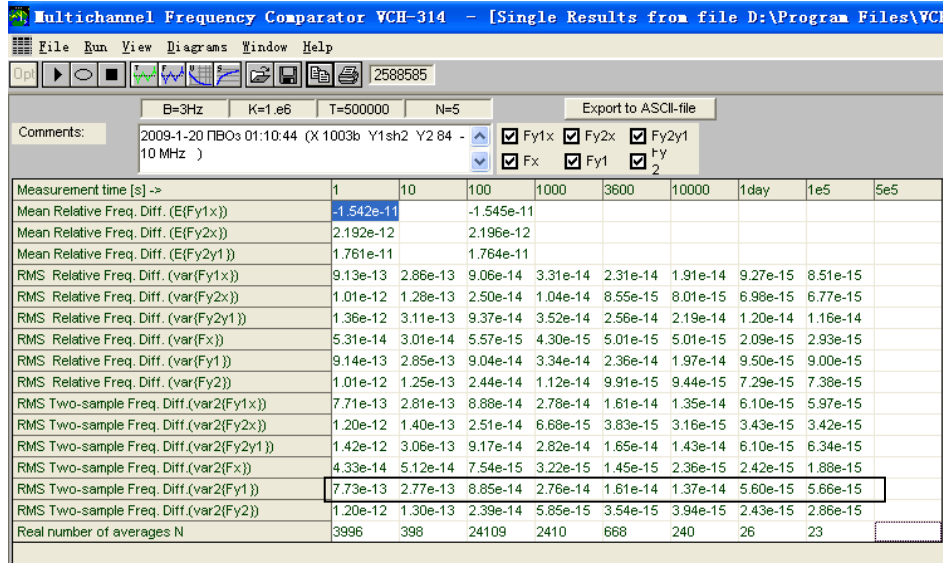 Multichannel Frequency Comparator VCH-314 - [Single Results from file D:\Program Files\VCH
File Run View Diagrams Window Help
Opt 2588585
B=3Hz K=1.e6 T=500000 N=5 Export to ASCII-file
Comments: 2009-1-20 ПВОз 01:10:44 (X 1003b Y1sh2 Y2 84 - Fy1x Fy2x Fy2y1
10 MHz ) Fx Fy1 Fy
2
Measurement time [s] -> 1 10 100 1000 3600 10000 1day 1e5 5e5
Mean Relative Freq. Diff. (E{Fy1x}) -1.542e-11 -1.545e-11
Mean Relative Freq. Diff. (E{Fy2x}) 2.192e-12 2.196e-12
Mean Relative Freq. Diff. (E{Fy2y1}) 1.761e-11 1.764e-11
RMS Relative Freq. Diff. (var{Fy1x}) 9.13e-13 2.86e-13 9.06e-14 3.31e-14 2.31e-14 1.91e-14 9.27e-15 8.51e-15
RMS Relative Freq. Diff. (var{Fy2x}) 1.01e-12 1.28e-13 2.50e-14 1.04e-14 8.55e-15 8.01e-15 6.98e-15 6.77e-15
RMS Relative Freq. Diff. (var{Fy2y1}) 1.36e-12 3.11e-13 9.37e-14 3.52e-14 2.56e-14 2.19e-14 1.20e-14 1.16e-14
RMS Relative Freq. Diff. (var{Fx}) 5.31e-14 3.01e-14 5.57e-15 4.30e-15 5.01e-15 5.01e-15 2.09e-15 2.93e-15
RMS Relative Freq. Diff. (var{Fy1}) 9.14e-13 2.85e-13 9.04e-14 3.34e-14 2.36e-14 1.97e-14 9.50e-15 9.00e-15
RMS Relative Freq. Diff. (var{Fy2}) 1.01e-12 1.25e-13 2.44e-14 1.12e-14 9.91e-15 9.44e-15 7.29e-15 7.38e-15
RMS Two-sample Freq. Diff.(var2{Fy1x}) 7.71e-13 2.81e-13 8.88e-14 2.78e-14 1.61e-14 1.35e-14 6.10e-15 5.97e-15
RMS Two-sample Freq. Diff.(var2{Fy2x}) 1.20e-12 1.40e-13 2.51e-14 6.68e-15 3.83e-15 3.16e-15 3.43e-15 3.42e-15
RMS Two-sample Freq. Diff.(var2{Fy2y1}) 1.42e-12 3.06e-13 9.17e-14 2.82e-14 1.65e-14 1.43e-14 6.10e-15 6.34e-15
RMS Two-sample Freq. Diff.(var2{Fx}) 4.33e-14 5.12e-14 7.54e-15 3.22e-15 1.45e-15 2.36e-15 2.42e-15 1.88e-15
RMS Two-sample Freq. Diff.(var2{Fy1}) 7.73e-13 2.77e-13 8.85e-14 2.76e-14 1.61e-14 1.37e-14 5.60e-15 5.66e-15
RMS Two-sample Freq. Diff.(var2{Fy2}) 1.20e-12 1.30e-13 2.39e-14 5.85e-15 3.54e-15 3.94e-15 2.43e-15 2.86e-15
Real number of averages N 3996 398 24109 2410 668 240 26 23